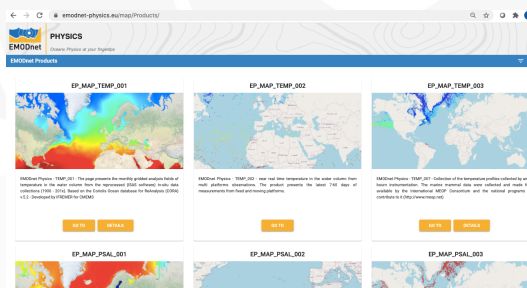 emodnet-physics.eu/map/Products/
EMODnet
PHYSICS
Oceans Physics at your fingertips
EMODnet Products
EP_MAP_TEMP_001
EP_MAP_TEMP_002
EP_MAP_TEMP_003
EMODnet Physics - TEMP_001 - The page presents the monthly gridded analysis fields of
temperature in the water column from the reprocessed (ISAS software) in-situ data
collections [1900 - 2016]. Based on the Coriolis Ocean database for ReAnalysis (CORA)
v.5.2 - Developed by IFREMER for CMEMS
EMODnet Physics - TEMP_002 - near real time temperature in the water column from
multi platforms observations. The product presents the latest 7-60 days of
measurements from fixed and moving platforms.
EMODnet Physics - TEMP_007 - Collection of the temperature profiles collected by
borne instrumentation. The marine mammal data were collected and made
available by the International MEOP Consortium and the national programs
contribute to it (http://www.meop.net)
GO TO
DETAILS
GO TO
GO TO
DETAILS
EP_MAP_PSAL_001
EP_MAP_PSAL_002
EP_MAP_PSAL_003